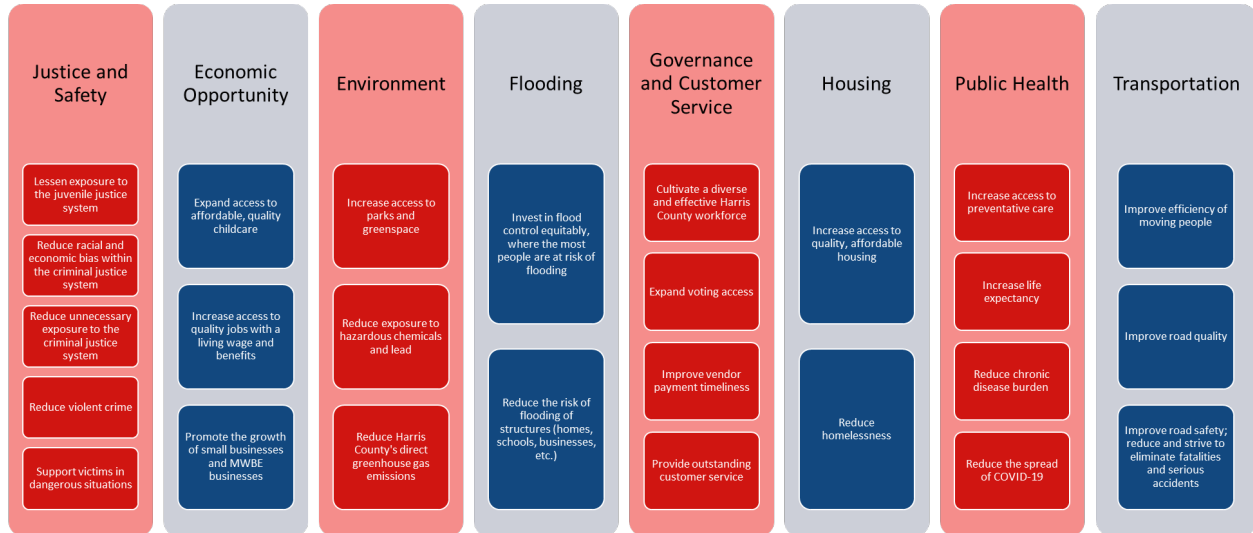 Justice and
Safety
Lessen exposure to
the juvenile justice
system
Reduce racial and
economic bias within
the criminal justice
system
Reduce unnecessary
exposure to the
criminal justice
system
Reduce violent crime
Support victims in
dangerous situations
Economic
Opportunity
Expand access to
affordable, quality
childcare
Increase access to
quality jobs with a
living wage and
benefits
Promote the growth
of small businesses
and MWBE
businesses
Environment
Increase access to
parks and
greenspace
Reduce exposure to
hazardous chemicals
and lead
Reduce Harris
County's direct
greenhouse gas
emissions
Flooding
Invest in flood
control equitably,
where the most
people are at risk of
flooding
Reduce the risk of
flooding of
structures (homes,
schools, businesses,
etc.)
Governance
and Customer
Service
Cultivate a diverse
and effective Harris
County workforce
Expand voting access
Improve vendor
payment timeliness
Provide outstanding
customer service
Housing
Increase access to
quality, affordable
housing
Reduce
homelessness
Public Health
Increase access to
preventative care
Increase life
expectancy
Reduce chronic
disease burden
Reduce the spread
of COVID-19
Transportation
Improve efficiency of
moving people
Improve road quality
Improve road safety;
reduce and strive to
eliminate fatalities
and serious
accidents